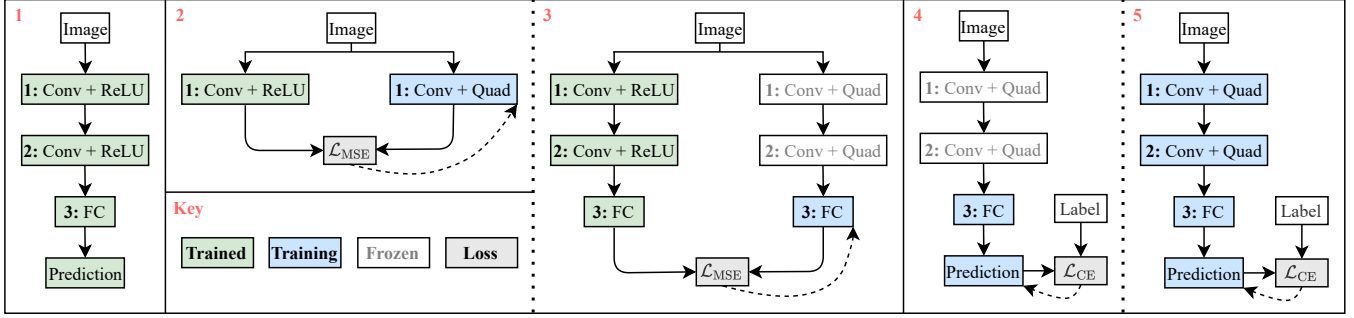 1
Image
1: Conv + ReLU
2: Conv + ReLU
3: FC
Prediction
2
Image
1: Conv + ReLU
1: Conv + Quad
ℒMSE
Key
Trained
Training
Frozen
Loss
3
Image
1: Conv + ReLU
1: Conv + Quad
2: Conv + ReLU
2: Conv + Quad
3: FC
3: FC
ℒMSE
4
Image
1: Conv + Quad
2: Conv + Quad
3: FC
Label
Prediction
ℒCE
5
Image
1: Conv + Quad
2: Conv + Quad
3: FC
Label
Prediction
ℒCE